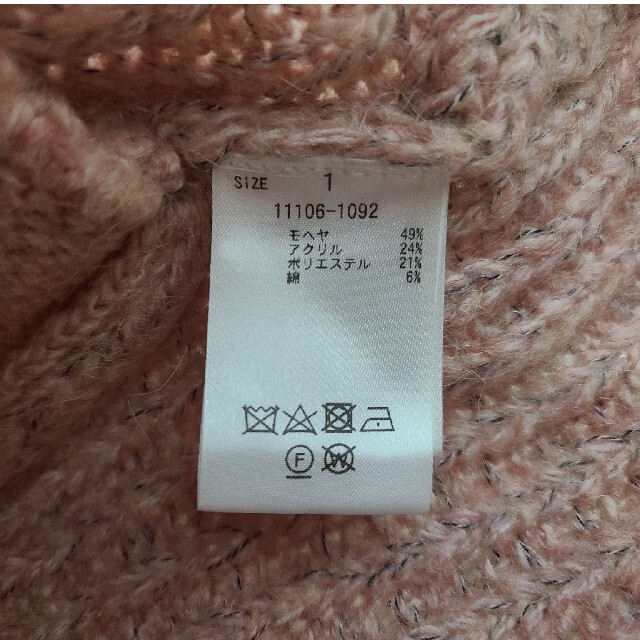 SIZE 1
11106-1092
モヘヤ 49%
アクリル 24%
ポリエステル 21%
綿 6%
F W